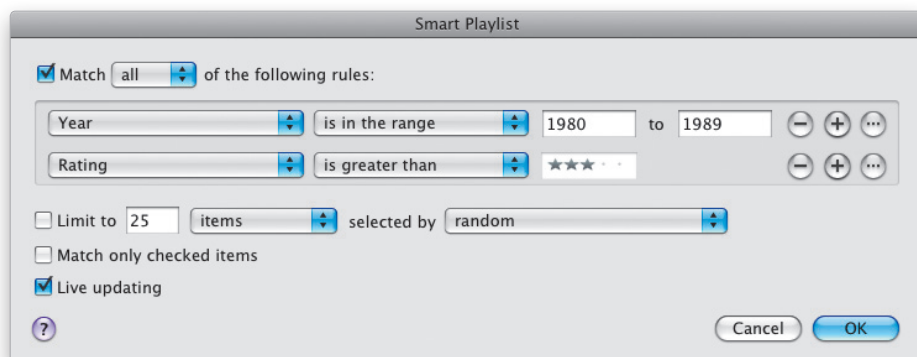 Smart Playlist
Match all of the following rules:
Year is in the range 1980 to 1989
Rating is greater than ★★★
Limit to 25 items selected by random
Match only checked items
Live updating
? Cancel OK